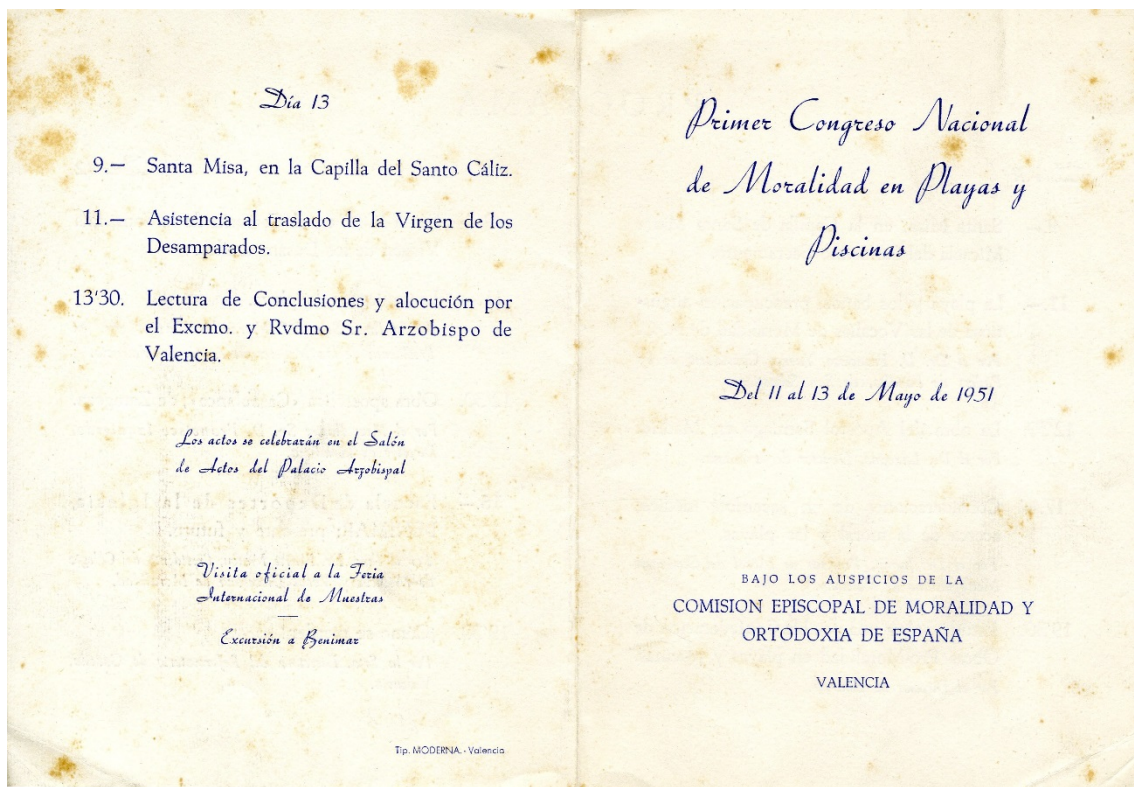 Día 13
9.— Santa Misa, en la Capilla del Santo Cáliz.
11.— Asistencia al traslado de la Virgen de los
Desamparados.
13'30. Lectura de Conclusiones y alocución por
el Excmo. y Rvdmo Sr. Arzobispo de
Valencia.
Los actos se celebrarán en el Salón
de Actos del Palacio Arzobispal
Visita oficial a la Feria
Internacional de Muestras
Excursión a Benimar
Tip. MODERNA. - Valencia
Primer Congreso Nacional
de Moralidad en Playas y
Piscinas
Del 11 al 13 de Mayo de 1951
BAJO LOS AUSPICIOS DE LA
COMISION EPISCOPAL DE MORALIDAD Y
ORTODOXIA DE ESPAÑA
VALENCIA